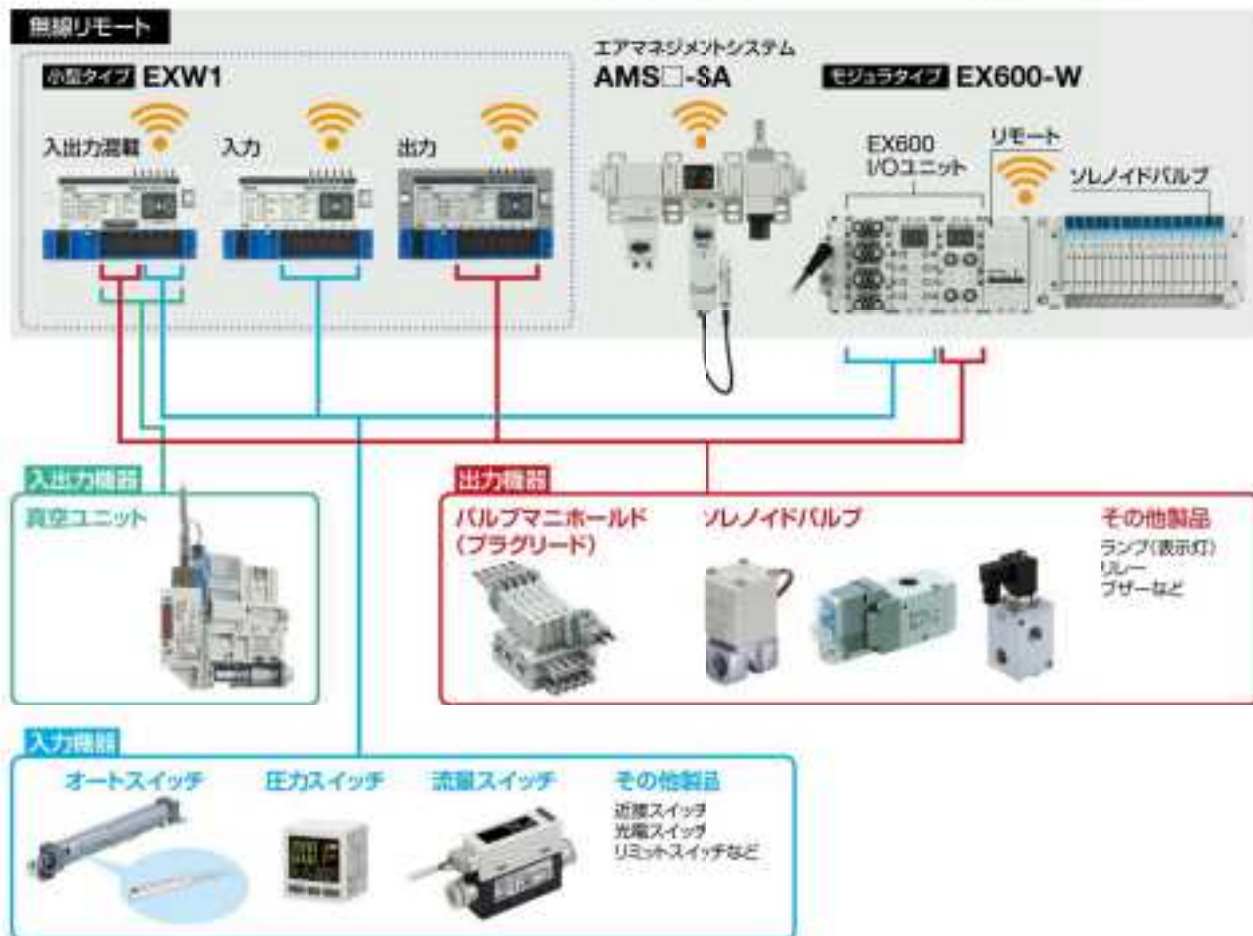 無線リモート
小型タイプ EXW1
入出力混載
入力
出力
エアマネジメントシステム
AMS□-SA
モジュラタイプ EX600-W
EX600
I/Oユニット
リモート
ソレノイドバルブ
入出力機器
真空ユニット
出力機器
バルブマニホールド
(プラグリード)
ソレノイドバルブ
その他製品
ランプ(表示灯)
リレー
ブザーなど
入力機器
オートスイッチ
圧力スイッチ
流量スイッチ
その他製品
近接スイッチ
光電スイッチ
リミットスイッチなど